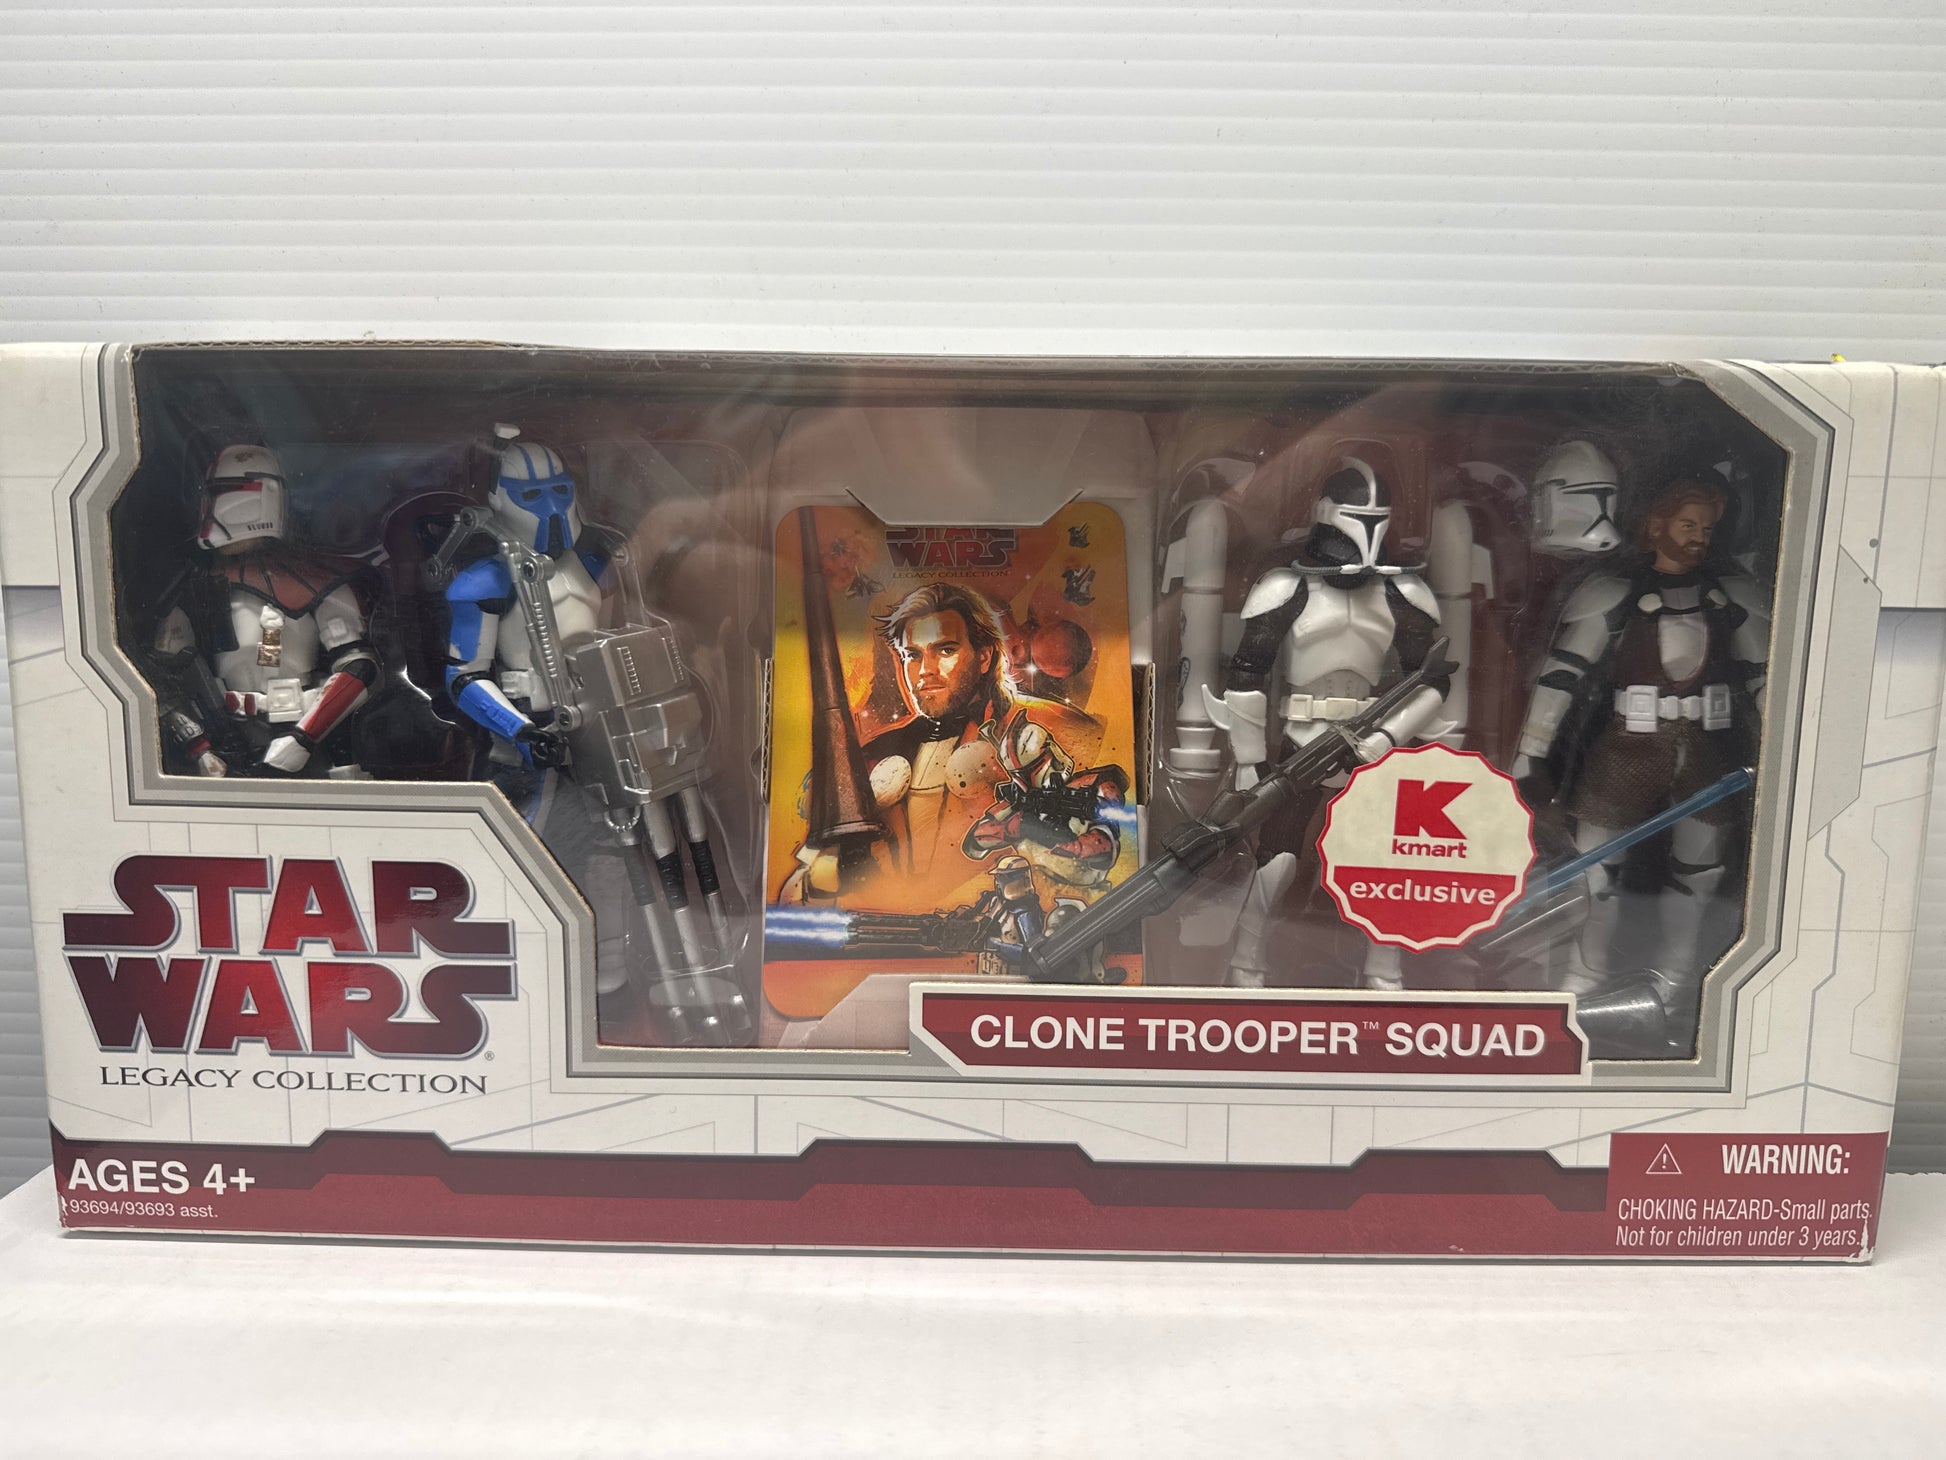 STAR
WARS
LEGACY COLLECTION
K
kmart
exclusive
CLONE TROOPER™ SQUAD
STAR
WARS®
LEGACY COLLECTION
AGES 4+
93694/93693 asst.
WARNING:
CHOKING HAZARD-Small parts.
Not for children under 3 years.